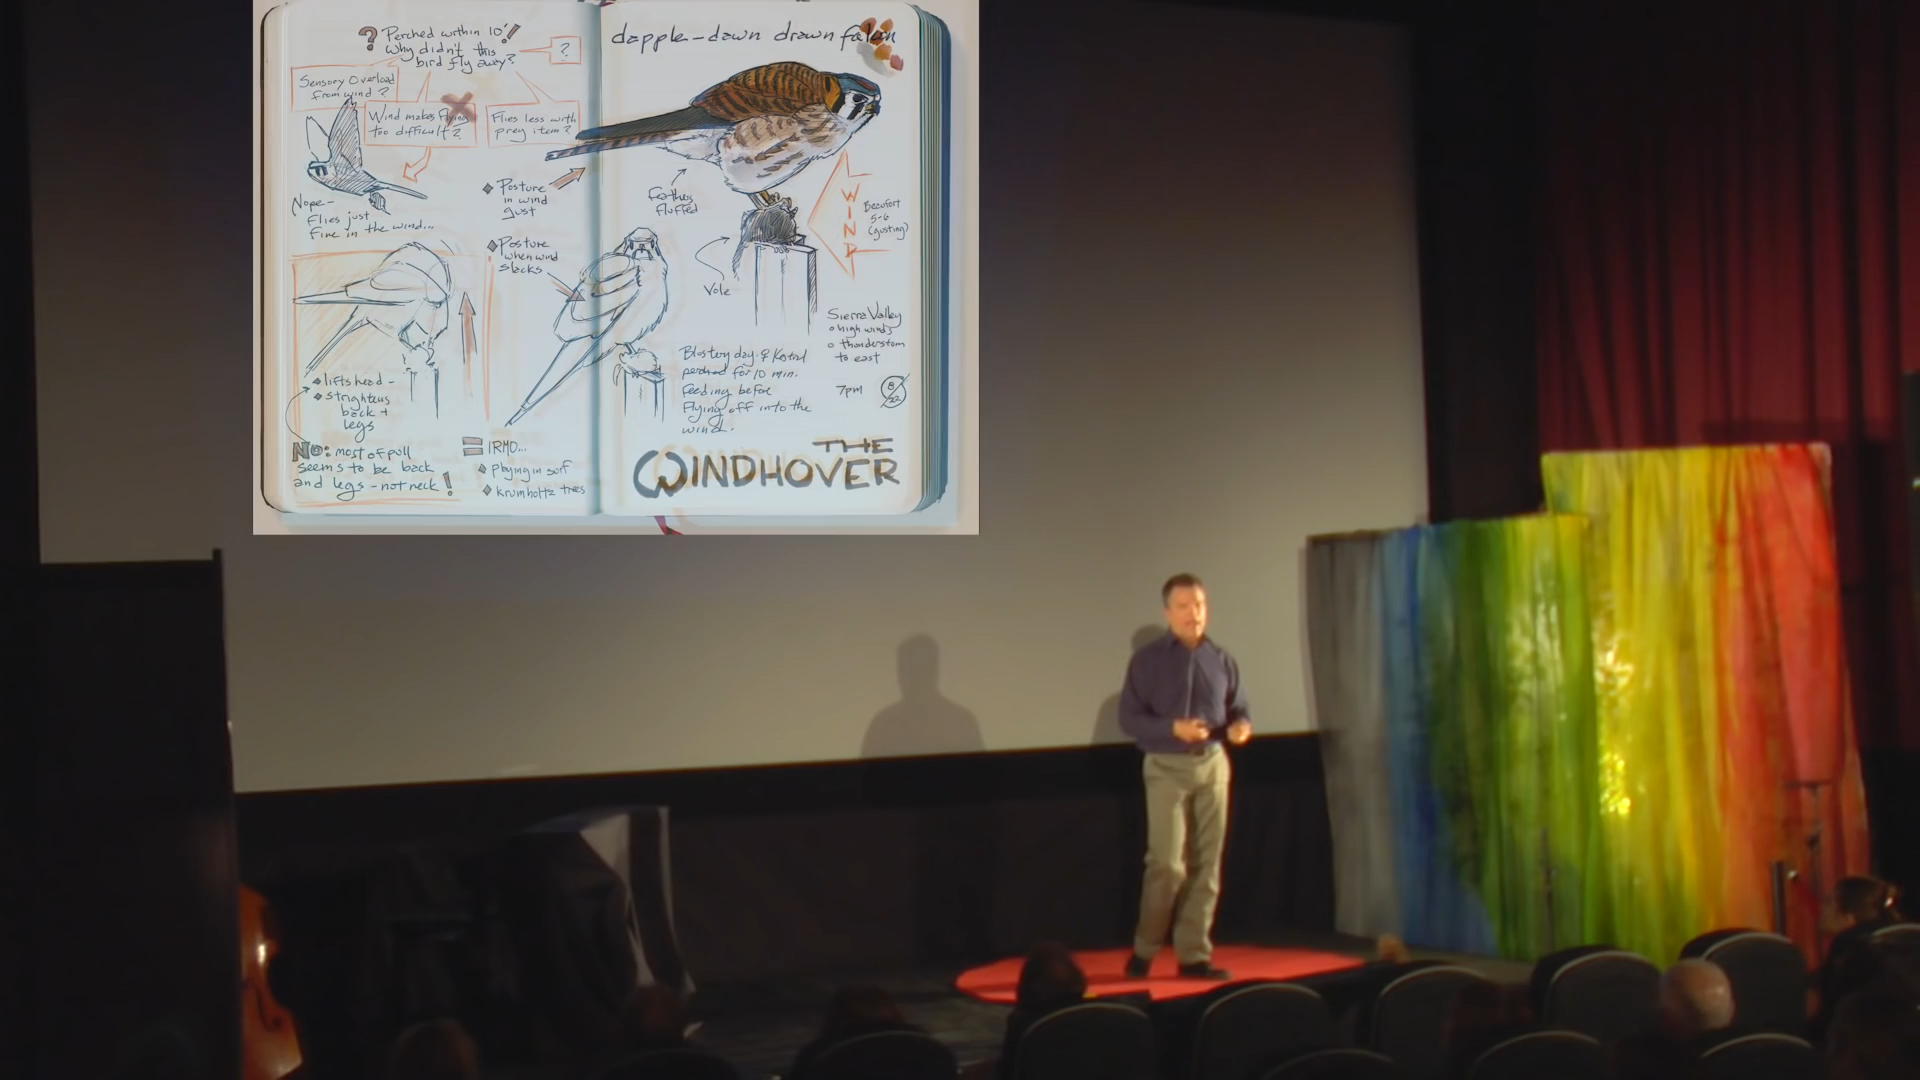 ? Perched within 10'!
Why didn't this
bird fly away?
?
Sensory Overload
from wind?
Wind makes flying
too difficult?
Flies less with
prey item?
Nope-
Flies just
fine in the wind...
Posture
in wind
gust
Posture
when wind
slacks
lifts head-
strightens
back +
legs
No: most of pull
seems to be back
and legs - not neck!
IRMO...
playing in surf
krumholtz trees
dapple-dawn drawn falcon
Feathers
fluffed
WIND
Beaufort
5-6
(gusting)
Vole
Sierra Valley
high winds
thunderstorm
to east
7pm
8/22
Blustery day. ♀ Kestrel
perched for 10 min.
feeding before
flying off into the
wind.
THE
WINDHOVER